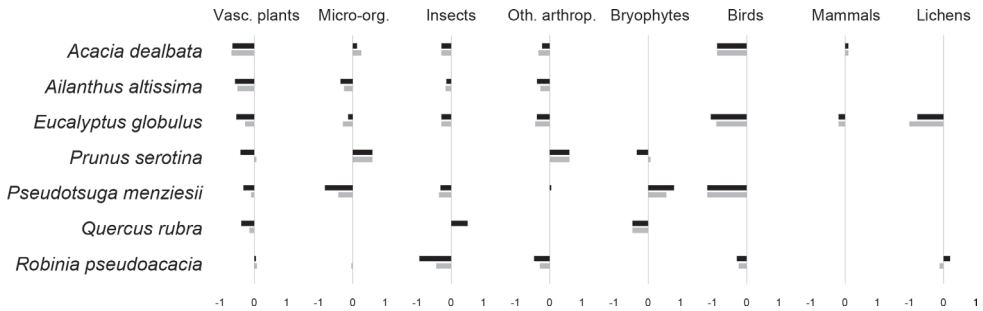 Vasc. plants Micro-org. Insects Oth. arthrop. Bryophytes Birds Mammals Lichens
Acacia dealbata
Ailanthus altissima
Eucalyptus globulus
Prunus serotina
Pseudotsuga menziesii
Quercus rubra
Robinia pseudoacacia
-1 0 1 -1 0 1 -1 0 1 -1 0 1 -1 0 1 -1 0 1 -1 0 1 -1 0 1